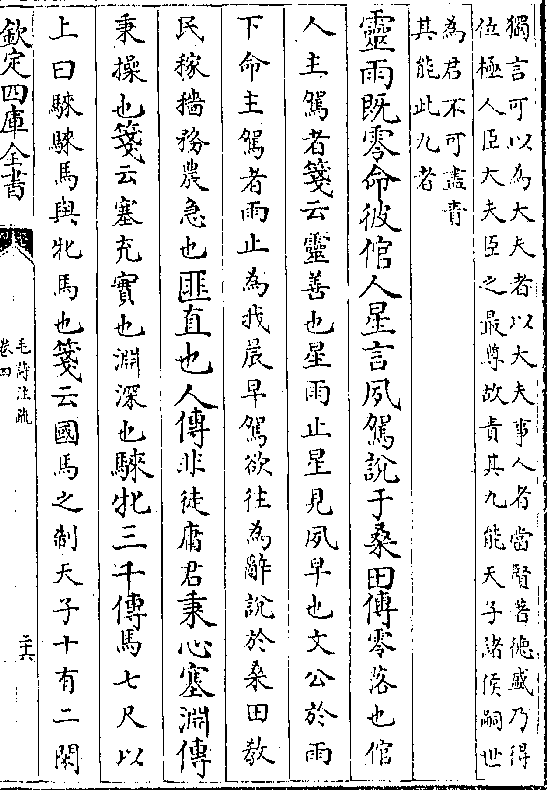 獨言可以為大夫者以大夫事人者當賢著德盛乃得
位極人臣大夫臣之最尊故責其九能天子諸侯嗣世
為君不可盡責
其能此九者
靈雨既零命彼倌人星言夙駕說于桑田傳零落也倌
人主駕者箋云靈善也星雨止星見夙早也文公於雨
下命主駕者雨止為我晨早駕欲往為辭說於桑田教
民稼穡務農急也匪直也人傳非徒庸君秉心塞淵傳
秉操也箋云塞充實也淵深也騋牝三千傳馬七尺以
上曰騋騋馬與牝馬也箋云國馬之制天子十有二閑
欽定四庫全書
毛詩注疏
卷四
二六